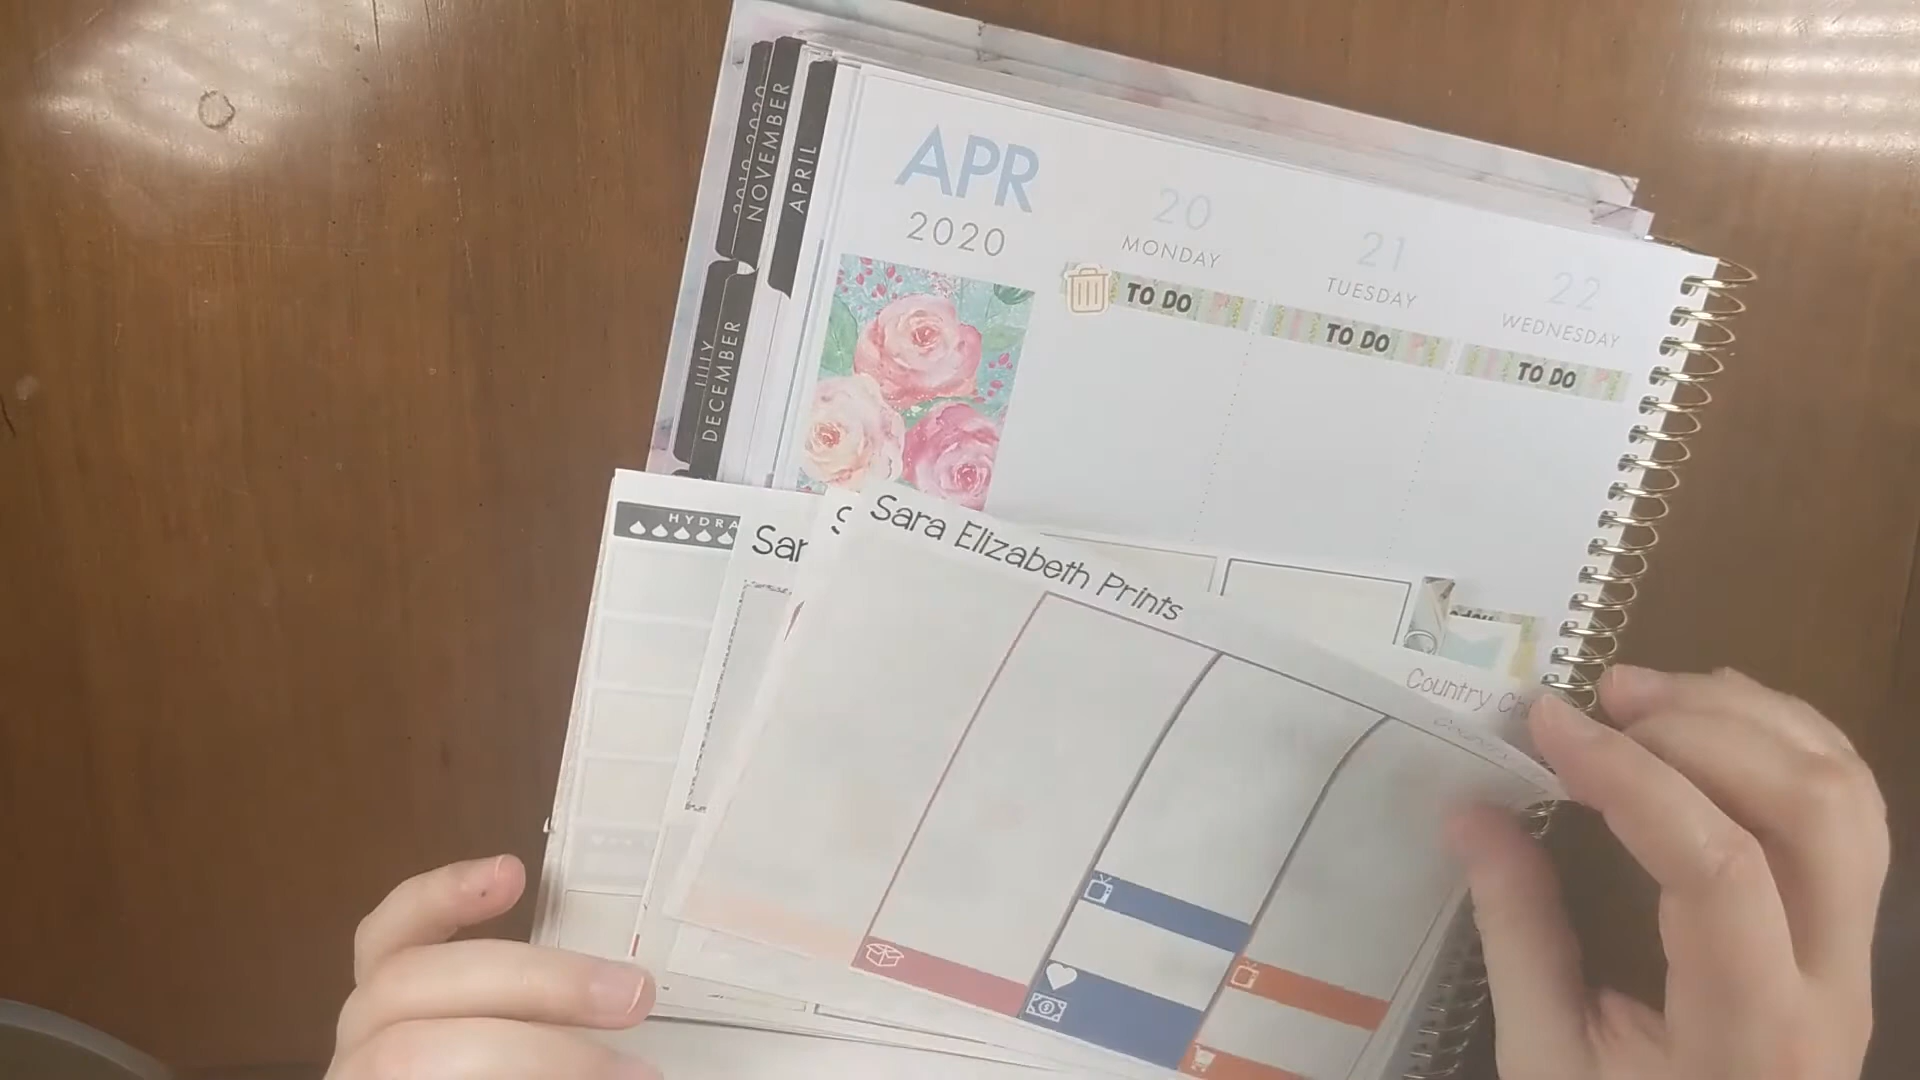 2019 2020
NOVEMBER
APRIL
DECEMBER
APR
2020
20
MONDAY
21
TUESDAY
22
WEDNESDAY
TO DO
TO DO
TO DO
HYDRA
Sar
S
Sara Elizabeth Prints
Country Ch